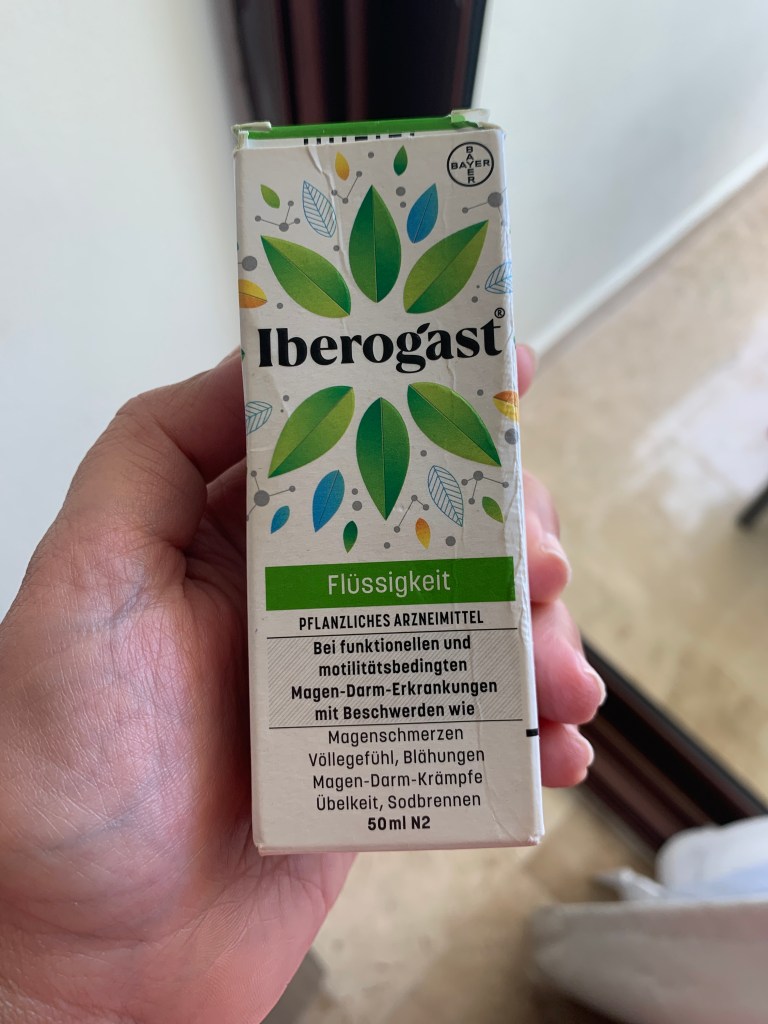 BAYER
BAYER
Iberogast®
Flüssigkeit
PFLANZLICHES ARZNEIMITTEL
Bei funktionellen und
motilitätsbedingten
Magen-Darm-Erkrankungen
mit Beschwerden wie
Magenschmerzen
Völlegefühl, Blähungen
Magen-Darm-Krämpfe
Übelkeit, Sodbrennen
50 ml N2